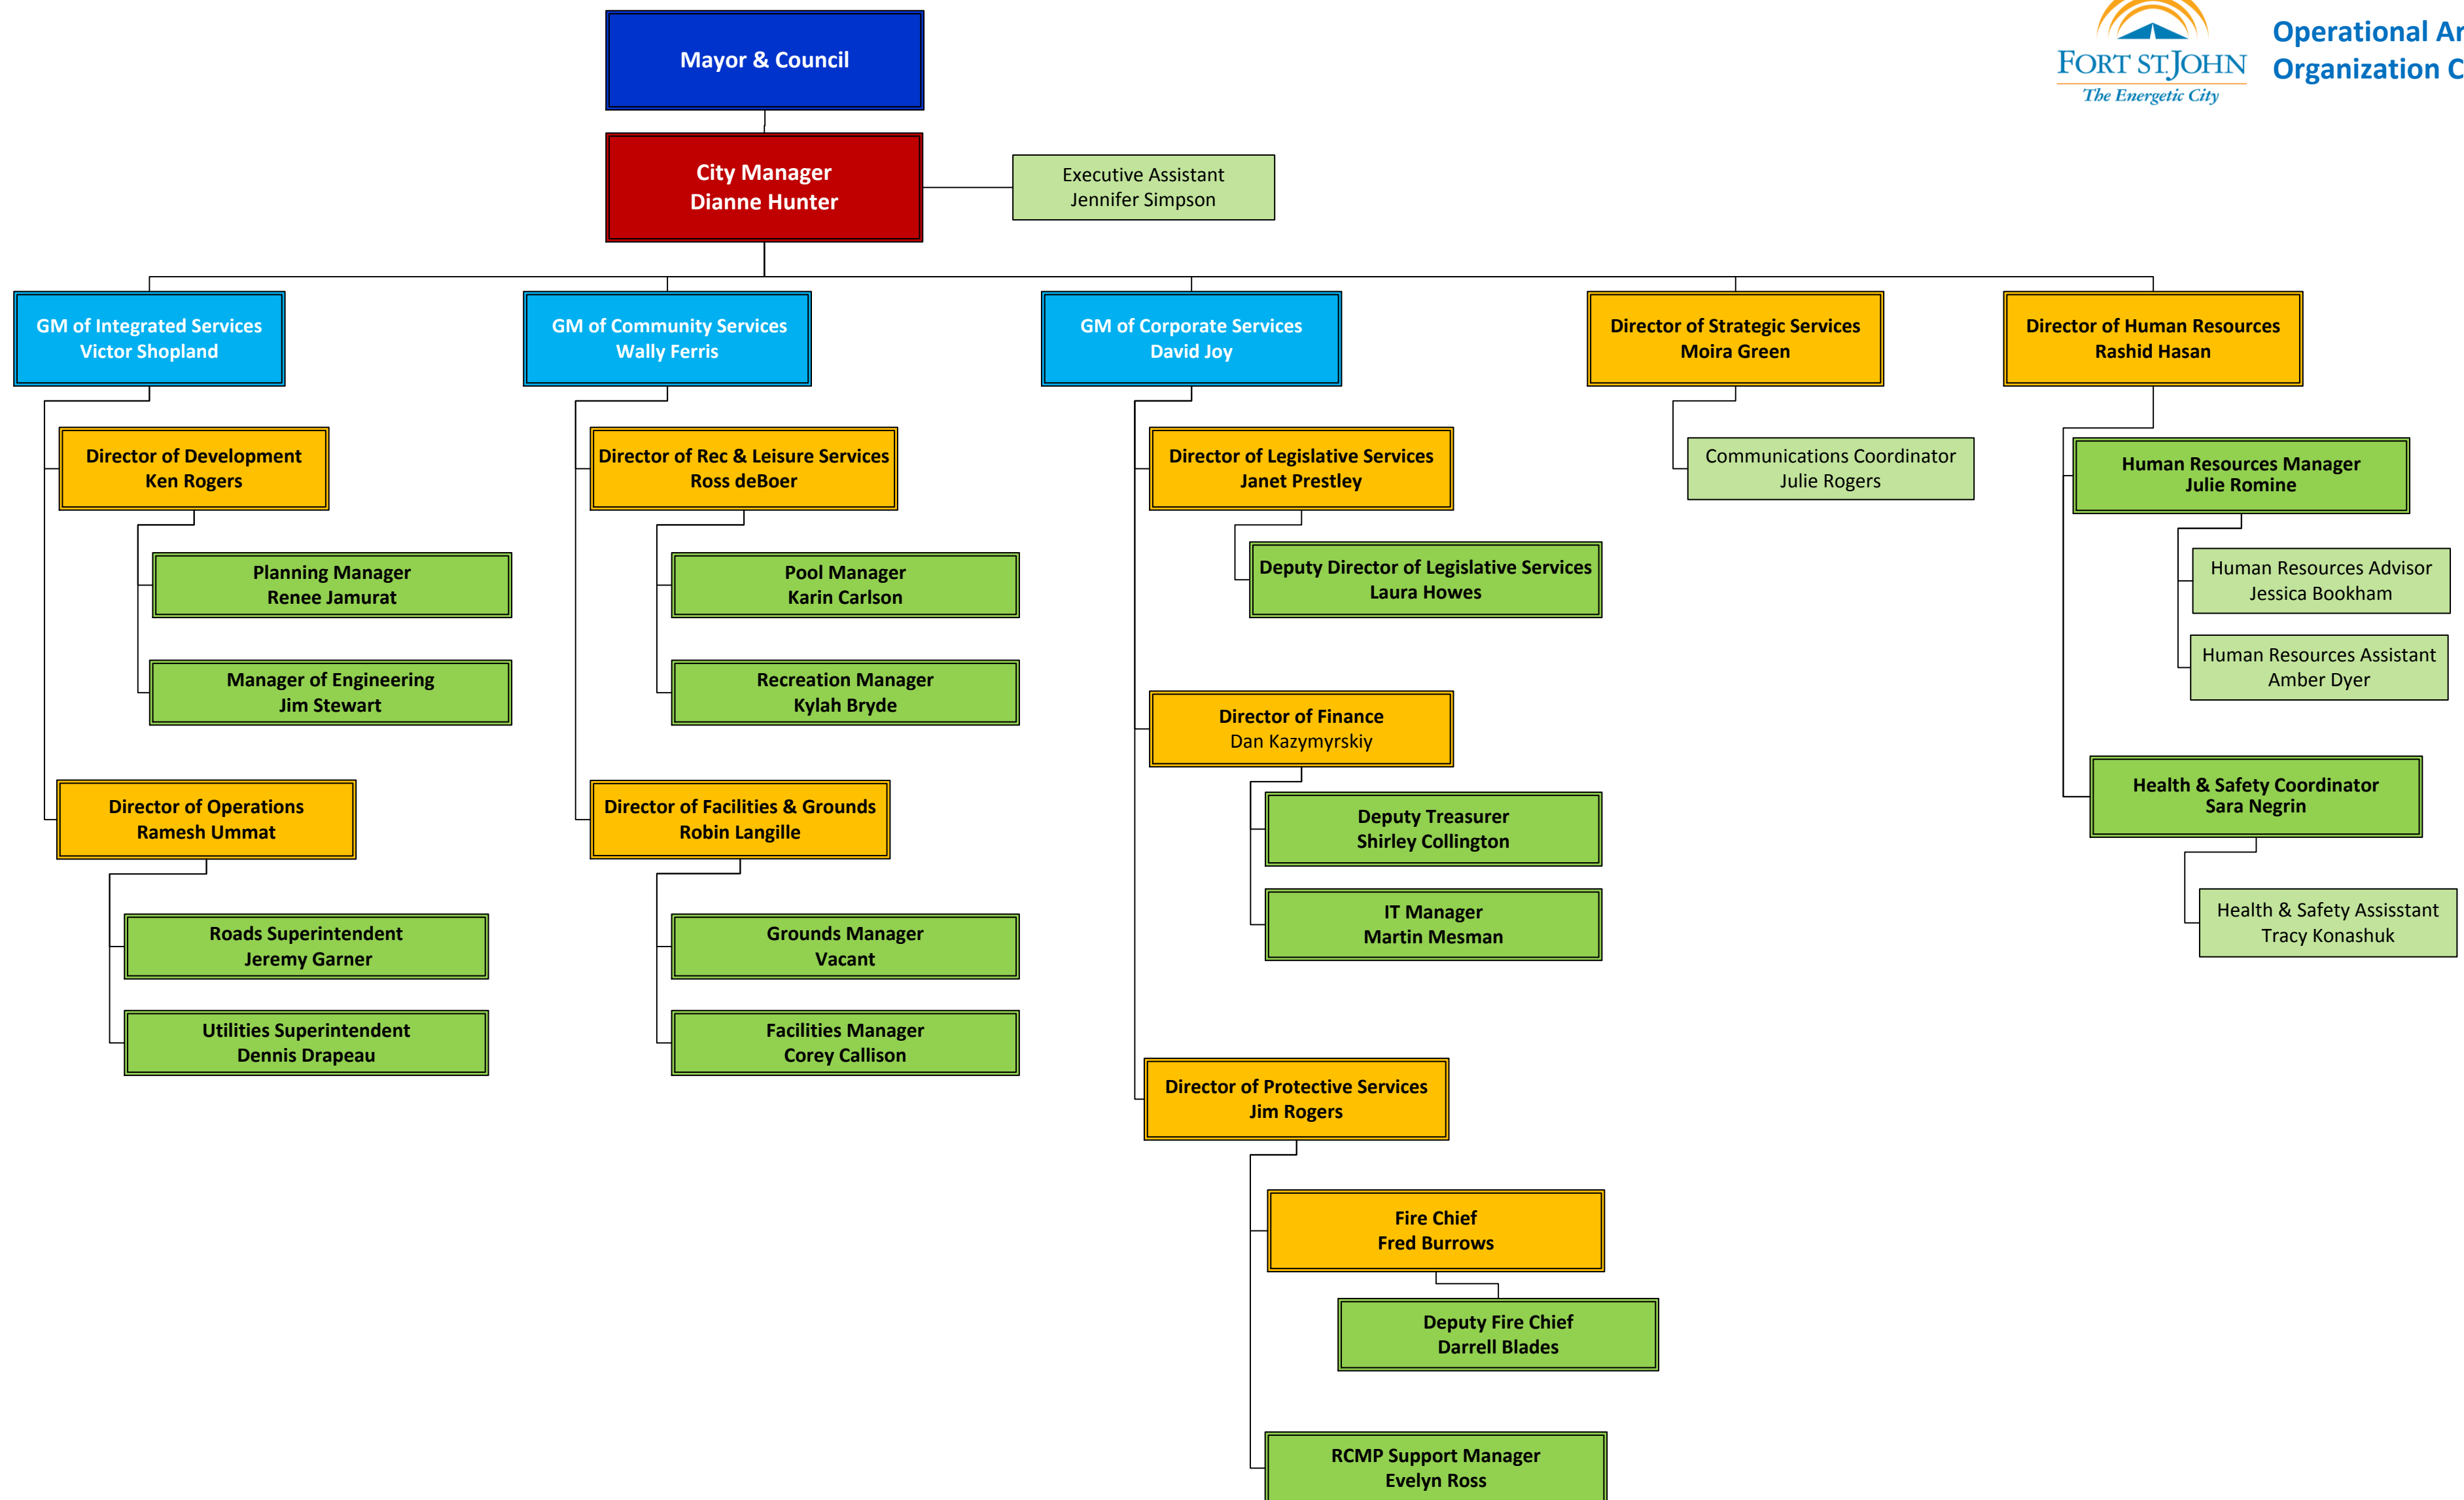 FORT ST. JOHN
The Energetic City
Operational
Organization
Mayor & Council
City Manager
Dianne Hunter
Executive Assistant
Jennifer Simpson
GM of Integrated Services
Victor Shopland
Director of Development
Ken Rogers
Planning Manager
Renee Jamurat
Manager of Engineering
Jim Stewart
Director of Operations
Ramesh Ummat
Roads Superintendent
Jeremy Garner
Utilities Superintendent
Dennis Drapeau
GM of Community Services
Wally Ferris
Director of Rec & Leisure Services
Ross deBoer
Pool Manager
Karin Carlson
Recreation Manager
Kylah Bryde
Director of Facilities & Grounds
Robin Langille
Grounds Manager
Vacant
Facilities Manager
Corey Callison
GM of Corporate Services
David Joy
Director of Legislative Services
Janet Prestley
Deputy Director of Legislative Services
Laura Howes
Director of Finance
Dan Kazymyrskiy
Deputy Treasurer
Shirley Collington
IT Manager
Martin Mesman
Director of Protective Services
Jim Rogers
Fire Chief
Fred Burrows
Deputy Fire Chief
Darrell Blades
RCMP Support Manager
Evelyn Ross
Director of Strategic Services
Moira Green
Communications Coordinator
Julie Rogers
Director of Human Resources
Rashid Hasan
Human Resources Manager
Julie Romine
Human Resources Advisor
Jessica Bookham
Human Resources Assistant
Amber Dyer
Health & Safety Coordinator
Sara Negrin
Health & Safety Assisstant
Tracy Konashuk